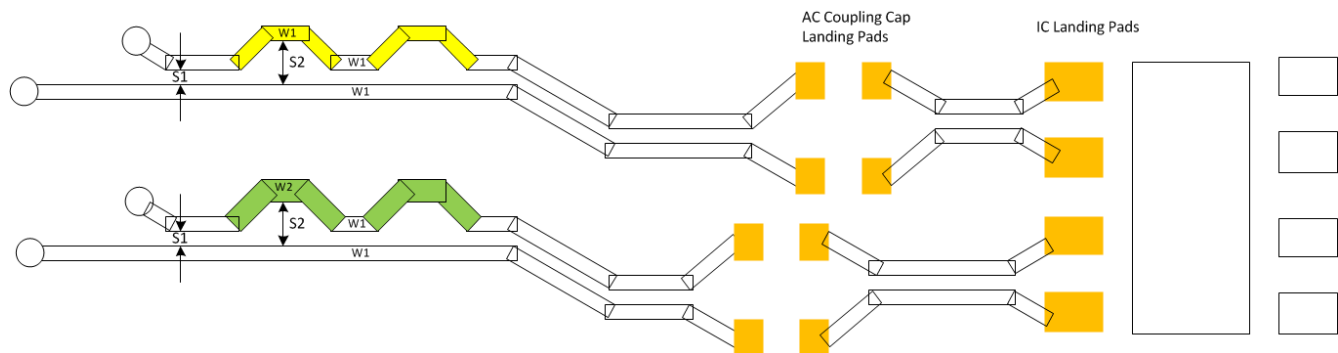 AC Coupling Cap
Landing Pads
IC Landing Pads
W1
S2
W1
S1
W1
W2
S2
W1
S1
W1